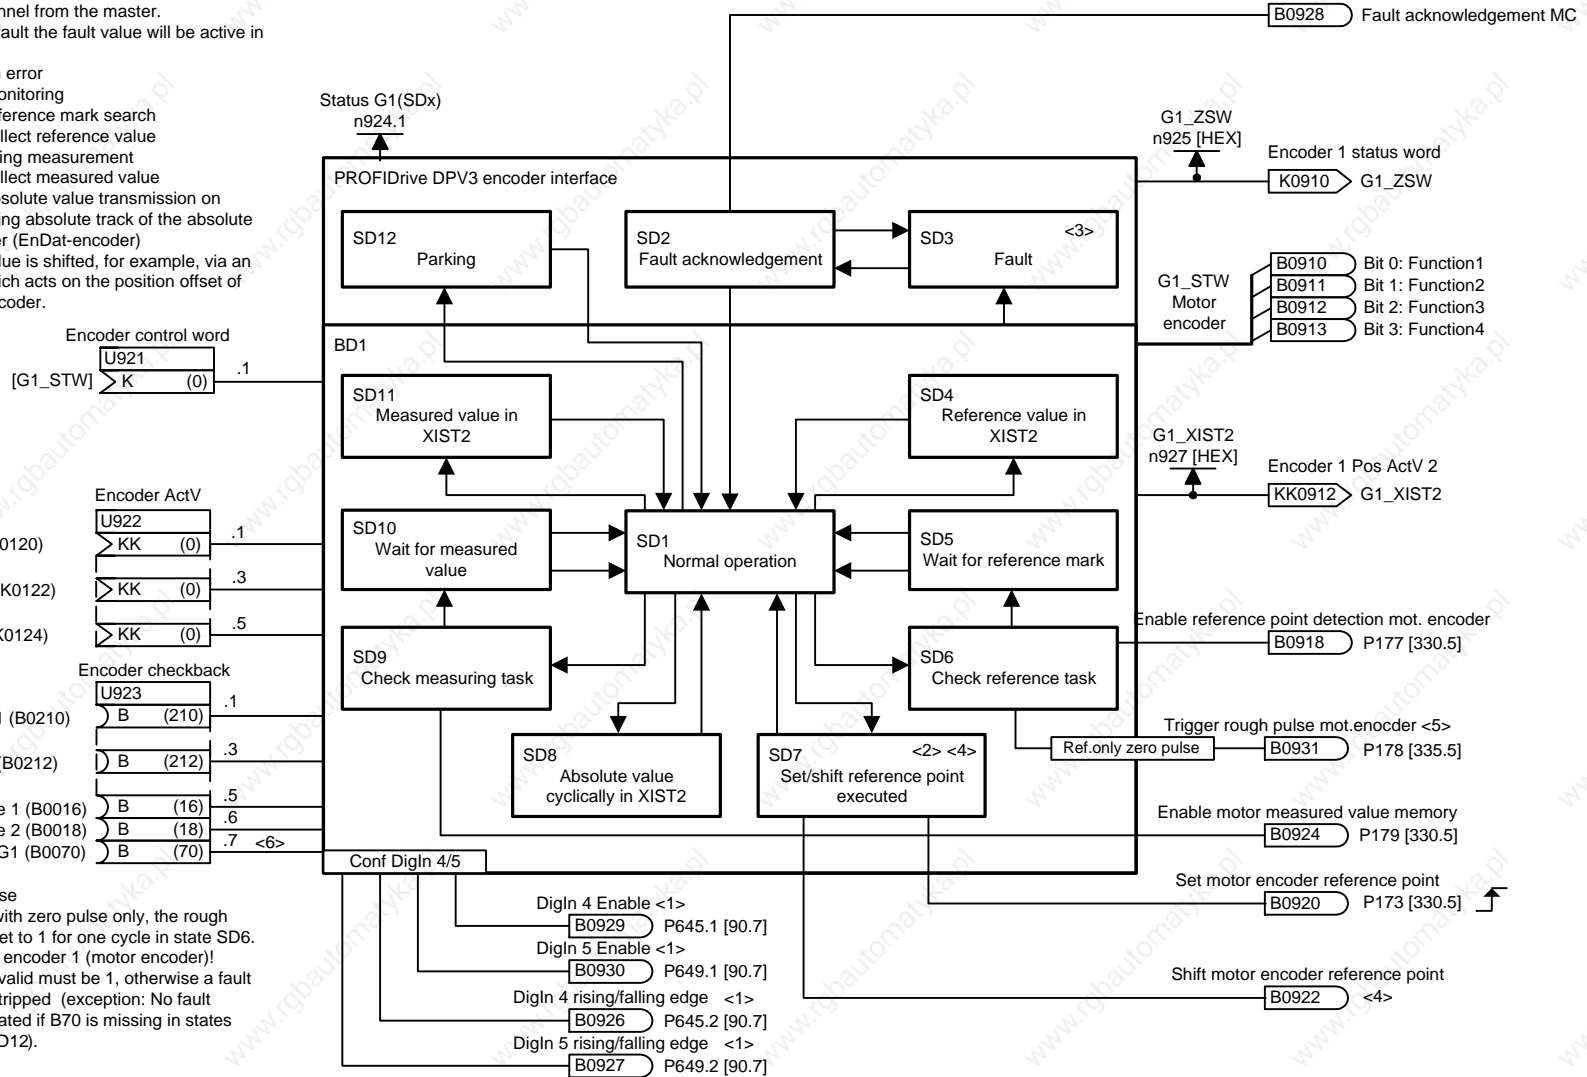 nnel from the master.
fault the fault value will be active in
error
onitoring
ference mark search
llect reference value
ing measurement
llect measured value
bsolute value transmission on
ing absolute track of the absolute
er (EnDat-encoder)
lue is shifted, for example, via an
ich acts on the position offset of
coder.
B0928 Fault acknowledgement MC
Status G1(SDx)
n924.1
PROFIDrive DPV3 encoder interface
SD12
Parking
SD2
Fault acknowledgement
SD3 <3>
Fault
G1_ZSW
n925 [HEX]
Encoder 1 status word
K0910 G1_ZSW
G1_STW
Motor
encoder
B0910 Bit 0: Function1
B0911 Bit 1: Function2
B0912 Bit 2: Function3
B0913 Bit 3: Function4
Encoder control word
U921
[G1_STW] K (0) .1
BD1
SD11
Measured value in
XIST2
SD4
Reference value in
XIST2
G1_XIST2
n927 [HEX]
Encoder 1 Pos ActV 2
KK0912 G1_XIST2
Encoder ActV
U922
0120) KK (0) .1
K0122) KK (0) .3
K0124) KK (0) .5
SD10
Wait for measured
value
SD1
Normal operation
SD5
Wait for reference mark
SD9
Check measuring task
SD6
Check reference task
Enable reference point detection mot. encoder
B0918 P177 [330.5]
Encoder checkback
U923
(B0210) B (210) .1
(B0212) B (212) .3
e 1 (B0016) B (16) .5
e 2 (B0018) B (18) .6
G1 (B0070) B (70) .7 <6>
SD8
Absolute value
cyclically in XIST2
SD7 <2> <4>
Set/shift reference point
executed
Trigger rough pulse mot.enocder <5>
Ref.only zero pulse B0931 P178 [335.5]
Enable motor measured value memory
B0924 P179 [330.5]
Conf DigIn 4/5
Set motor encoder reference point
B0920 P173 [330.5]
Shift motor encoder reference point
B0922 <4>
DigIn 4 Enable <1>
B0929 P645.1 [90.7]
DigIn 5 Enable <1>
B0930 P649.1 [90.7]
DigIn 4 rising/falling edge <1>
B0926 P645.2 [90.7]
DigIn 5 rising/falling edge <1>
B0927 P649.2 [90.7]
se
with zero pulse only, the rough
et to 1 for one cycle in state SD6.
encoder 1 (motor encoder)!
valid must be 1, otherwise a fault
tripped (exception: No fault
ated if B70 is missing in states
D12).
www.rgbautomatyka.pl